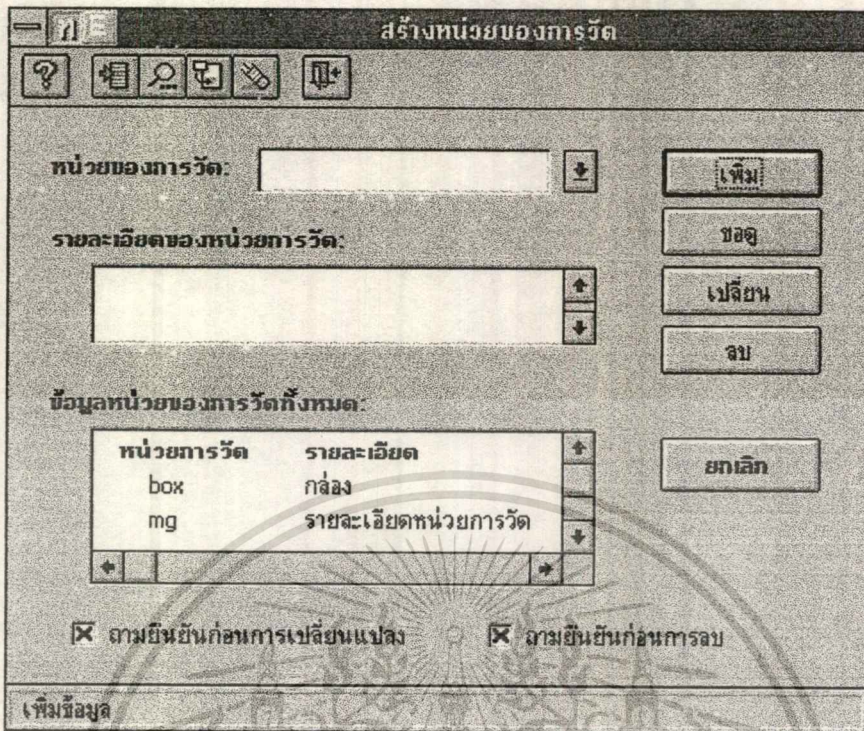 สร้างหน่วยของการวัด
หน่วยของการวัด:
เพิ่ม
ขอดู
รายละเอียดของหน่วยการวัด:
เปลี่ยน
ลบ
ข้อมูลหน่วยของการวัดทั้งหมด:
หน่วยการวัด รายละเอียด
box กล่อง
mg รายละเอียดหน่วยการวัด
ยกเลิก
ถามยืนยันก่อนการเปลี่ยนแปลง ถามยืนยันก่อนการลบ
เพิ่มข้อมูล